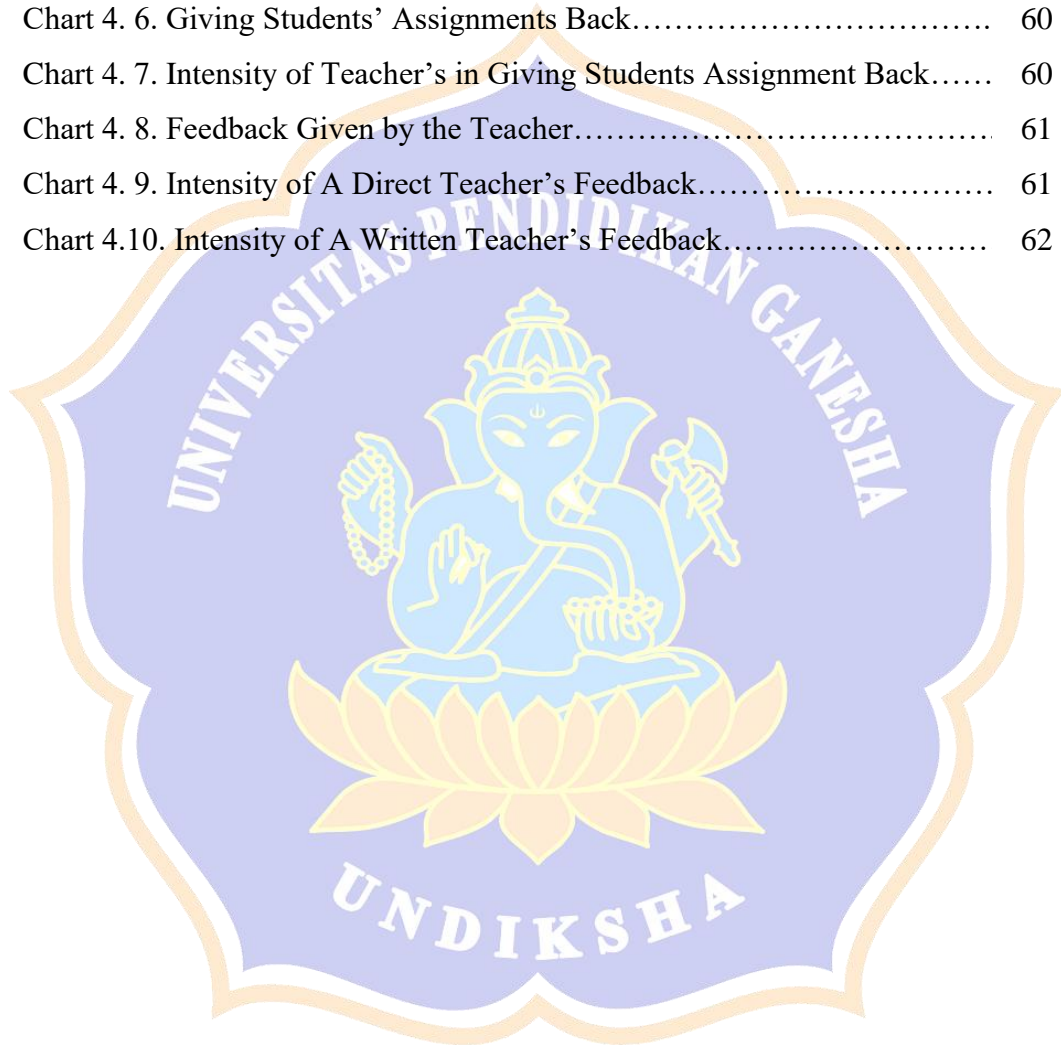 Chart 4. 6. Giving Students’ Assignments Back………………………….. 60
Chart 4. 7. Intensity of Teacher’s in Giving Students Assignment Back…… 60
Chart 4. 8. Feedback Given by the Teacher………………………………… 61
Chart 4. 9. Intensity of A Direct Teacher’s Feedback……………………… 61
Chart 4.10. Intensity of A Written Teacher’s Feedback…………………… 62
UNIVERSITAS PENDIDIKAN GANESHA
UNDIKSHA